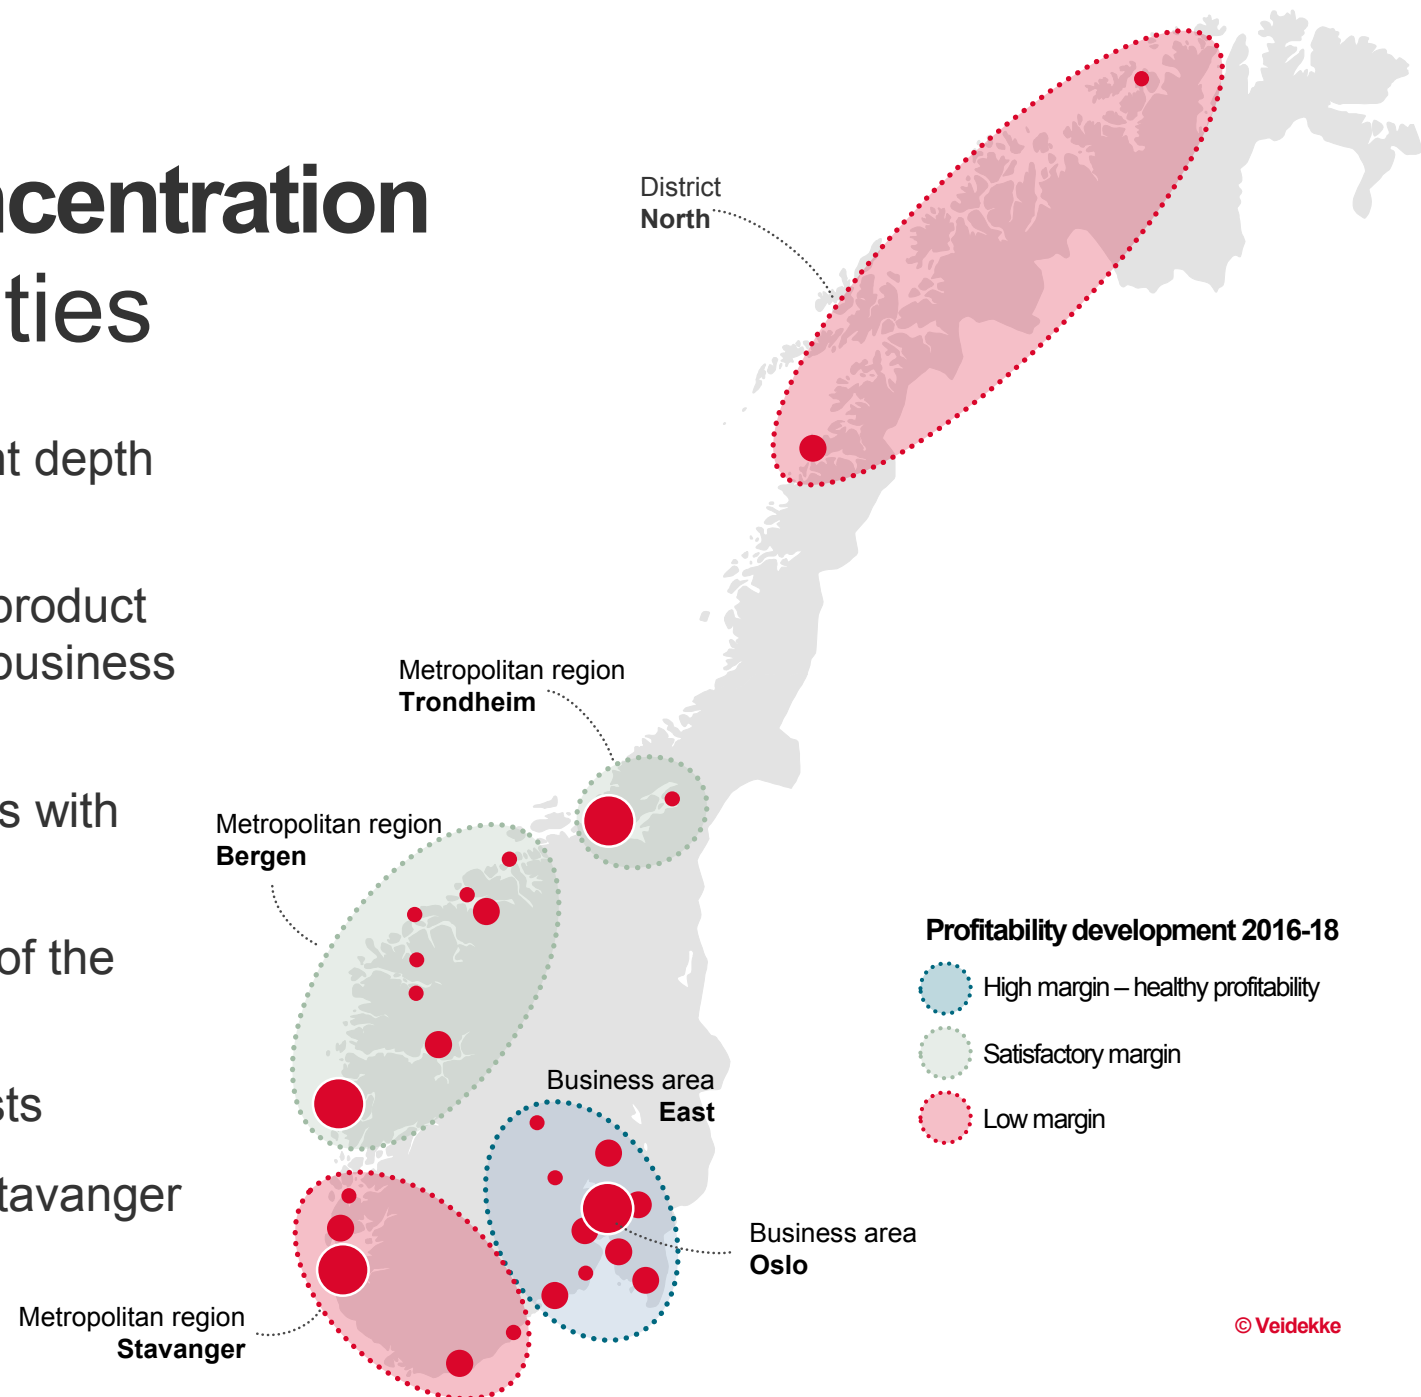 ncentration
ties
nt depth
product
business
s with
of the
sts
tavanger
District
North
Metropolitan region
Trondheim
Metropolitan region
Bergen
Business area
East
Business area
Oslo
Metropolitan region
Stavanger
Profitability development 2016-18
High margin – healthy profitability
Satisfactory margin
Low margin
© Veidekke